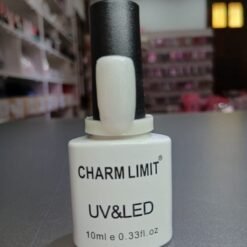 CHARM LIMIT®
UV&LED
10ml e 0.33fl.oz